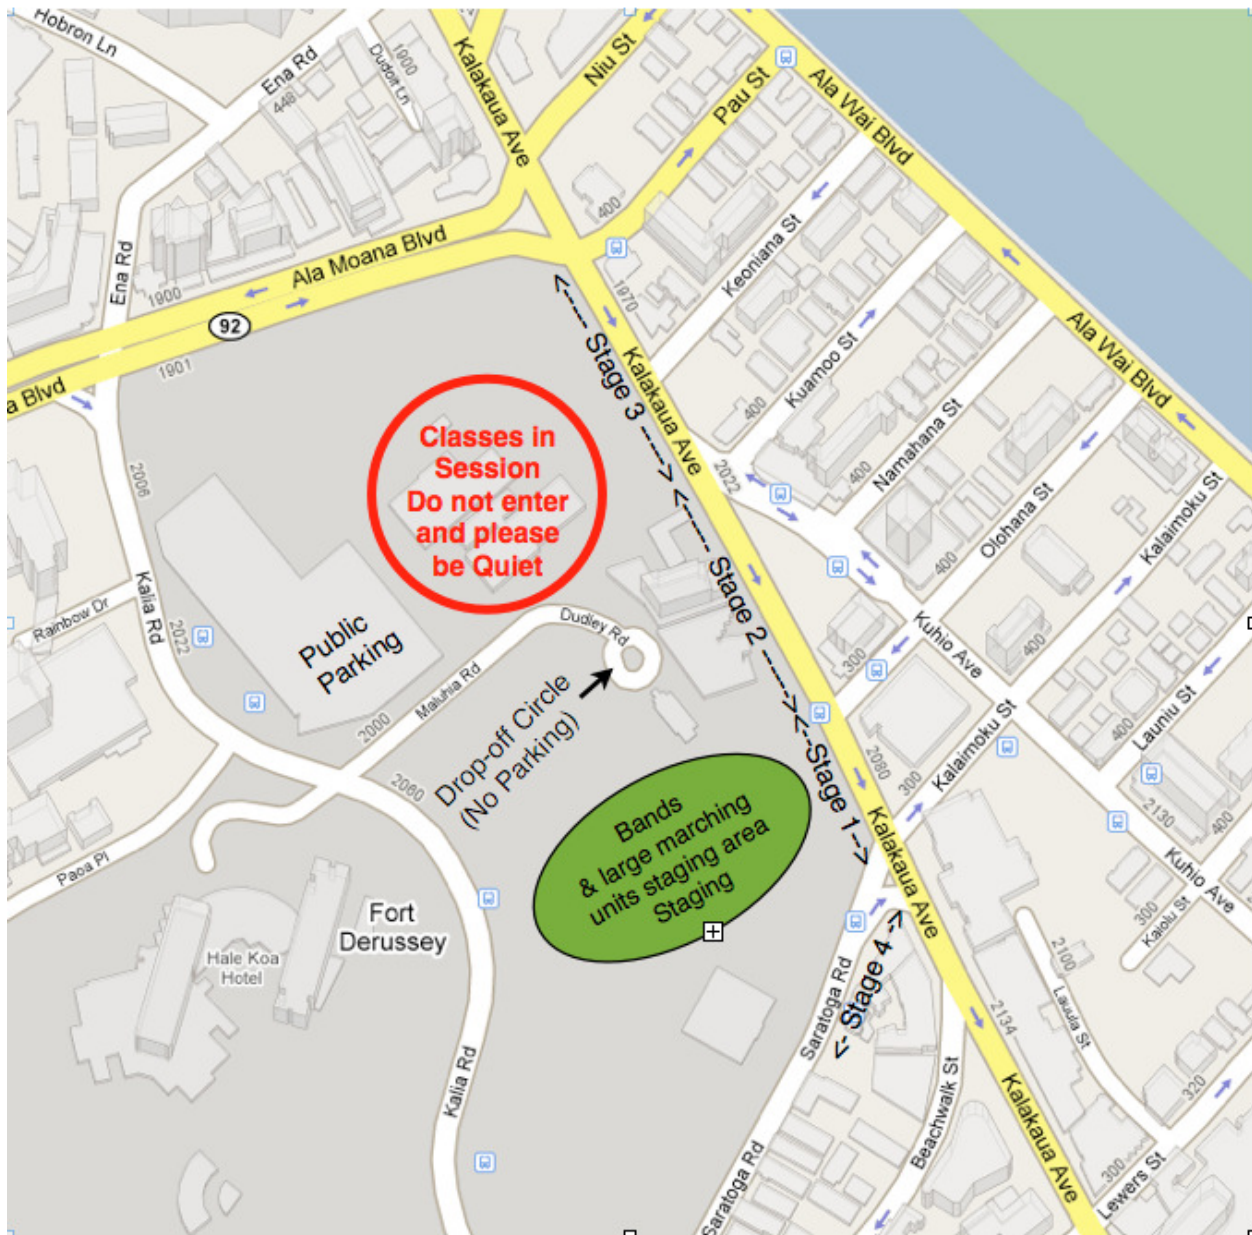 Hobron Ln
Ena Rd
448
Dudoit Ln
1900
Kalakaua Ave
Niu St
Pau St
Ala Wai Blvd
400
Keoniana St
Ena Rd
1900
Ala Moana Blvd
92
1901
a Blvd
1970
<----- Stage 3 ----->
Kalakaua Ave
Kuamoo St
400
Ala Wai Blvd
Namahana St
400
2022
Classes in
Session
Do not enter
and please
be Quiet
2006
Kalia Rd
2022
Rainbow Dr
Public
Parking
Dudley Rd
Maluhia Rd
2000
<----- Stage 2 ----->
Olohana St
400
Kalaimoku St
400
Kuhio Ave
300
Launiu St
400
Drop-off Circle
(No Parking)
2060
Paoa Pl
<--Stage 1-->
2080
300
Kalaimoku St
Kalakaua Ave
2130
400
Kuhio Ave
Bands
& large marching
units staging area
Staging
Fort
Derussey
Hale Koa
Hotel
<- Stage 4 ->
Saratoga Rd
300
Kaiolu St
2100
Lauula St
2134
Kalia Rd
Beachwalk St
Kalakaua Ave
320
300
Lewers St
Saratoga Rd